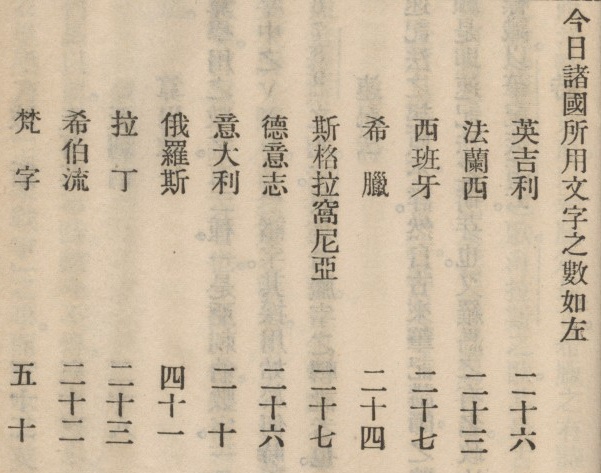 今日諸國所用文字之數如左
英吉利 二十六
法蘭西 二十三
西班牙 二十七
希臘 二十四
斯格拉窩尼亞 二十七
德意志 二十六
意大利 二十
俄羅斯 四十一
拉丁 二十三
希伯流 二十二
梵字 五十